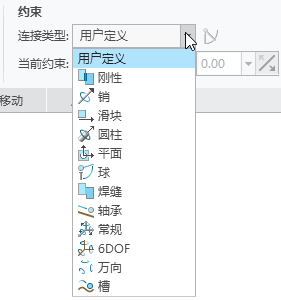 约束
连接类型: 用户定义
当前约束: 0.00
移动
用户定义
刚性
销
滑块
圆柱
平面
球
焊缝
轴承
常规
6DOF
万向
槽